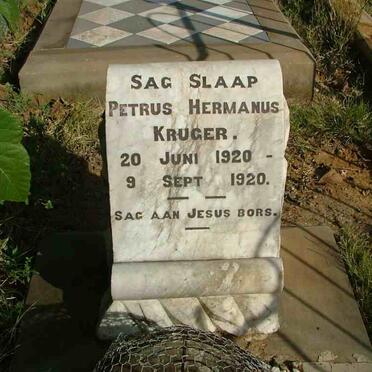 SAG SLAAP
PETRUS HERMANUS
KRUGER.
20 JUNI 1920 -
9 SEPT 1920.
SAG AAN JESUS BORS.